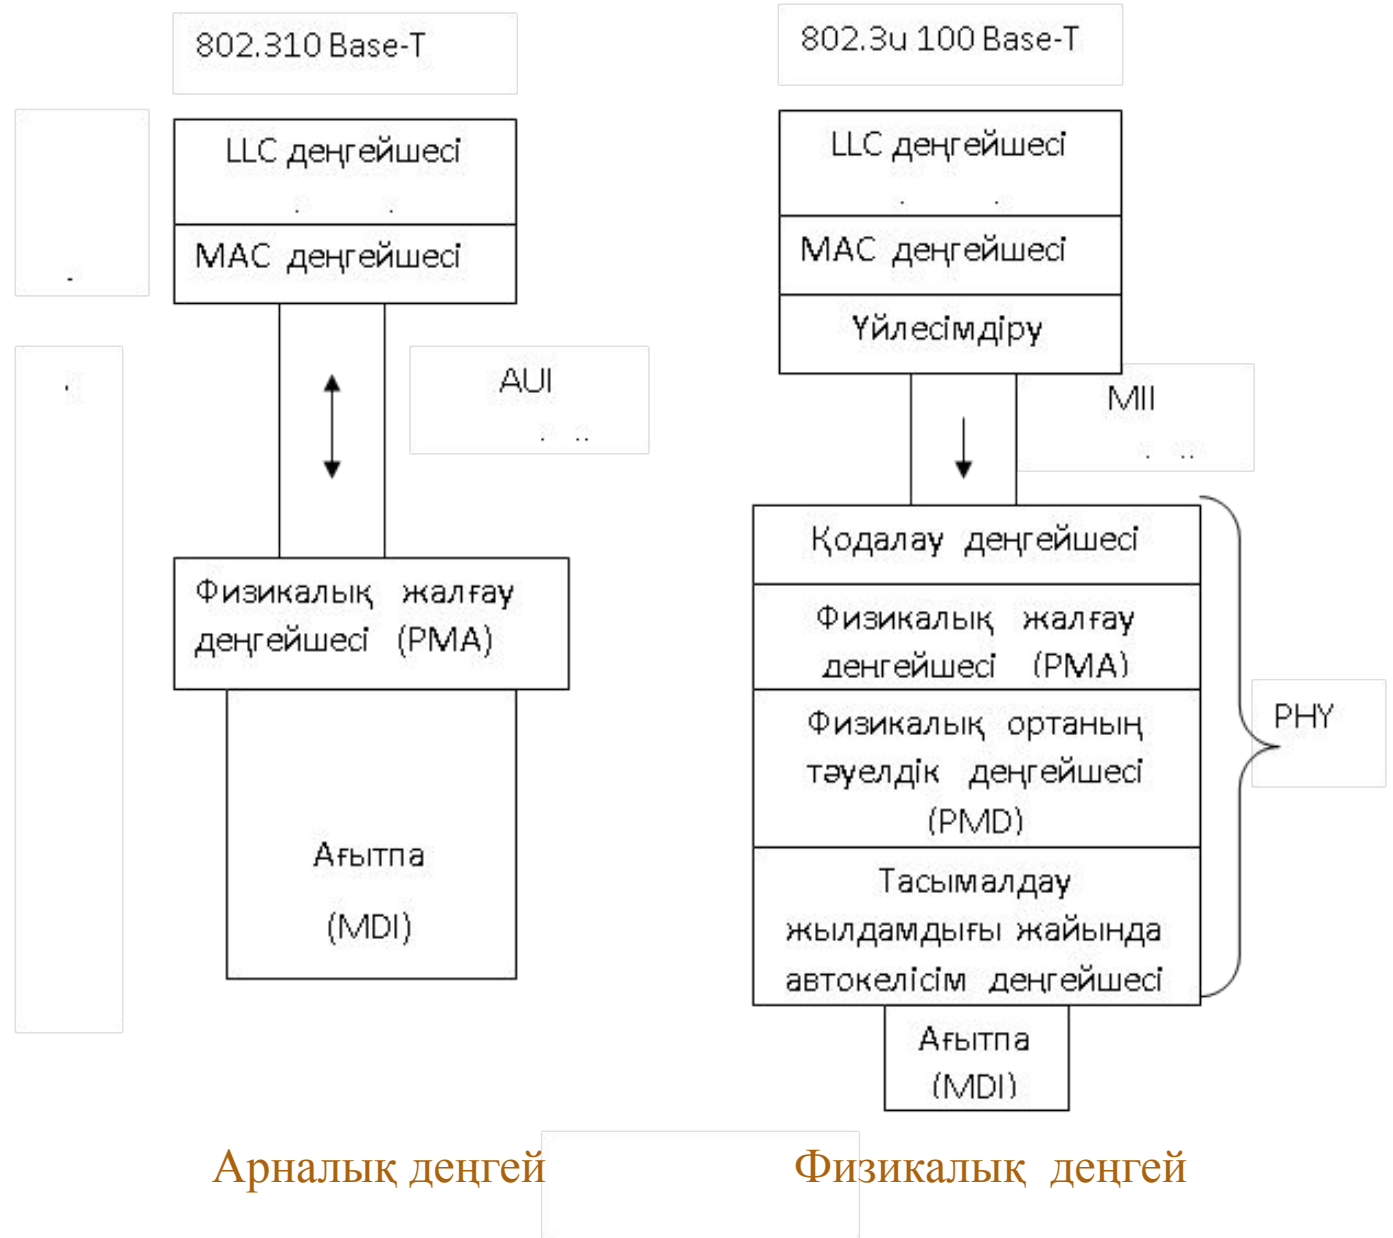 802.310 Base-T
LLC деңгейшесі
MAC деңгейшесі
AUI
Физикалық жалғау
деңгейшесі (PMA)
Ағытпа
(MDI)
802.3u 100 Base-T
LLC деңгейшесі
MAC деңгейшесі
Үйлесімдіру
MII
Қодалау деңгейшесі
Физикалық жалғау
деңгейшесі (PMA)
Физикалық ортаның
тәуелдік деңгейшесі
(PMD)
Тасымалдау
жылдамдығы жайында
автокелісім деңгейшесі
PHY
Ағытпа
(MDI)
Арналық деңгей
Физикалық деңгей